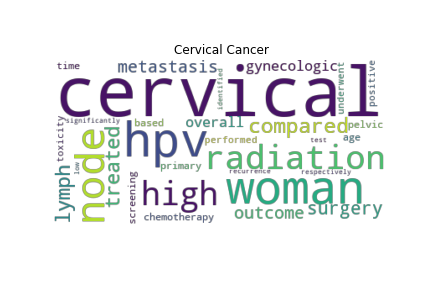 Cervical Cancer
time
metastasis
identified
gynecologic
underwent
positive
cervical
significantly
based
overall
compared
pelvic
toxicity
node
treated
hpv
performed
test
age
low
primary
radiation
lymph
screening
high
recurrence
respectively
woman
chemotherapy
outcome
surgery